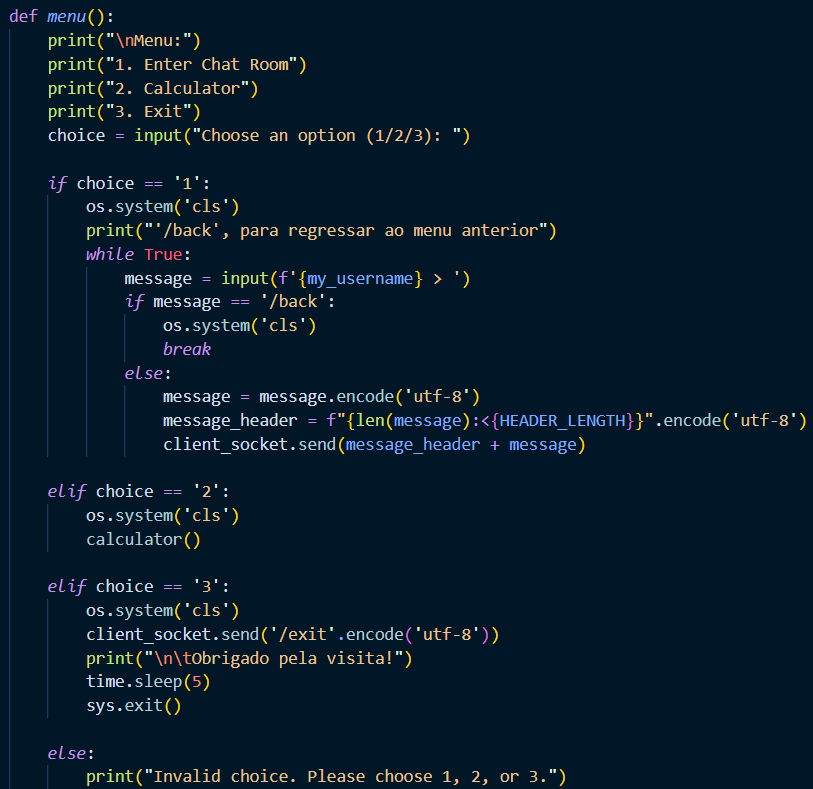 def menu():
    print("\nMenu:")
    print("1. Enter Chat Room")
    print("2. Calculator")
    print("3. Exit")
    choice = input("Choose an option (1/2/3): ")

    if choice == '1':
        os.system('cls')
        print("'/back', para regressar ao menu anterior")
        while True:
            message = input(f'{my_username} > ')
            if message == '/back':
                os.system('cls')
                break
            else:
                message = message.encode('utf-8')
                message_header = f"{len(message):<{HEADER_LENGTH}}".encode('utf-8')
                client_socket.send(message_header + message)

    elif choice == '2':
        os.system('cls')
        calculator()

    elif choice == '3':
        os.system('cls')
        client_socket.send('/exit'.encode('utf-8'))
        print("\n\tObrigado pela visita!")
        time.sleep(5)
        sys.exit()

    else:
        print("Invalid choice. Please choose 1, 2, or 3.")